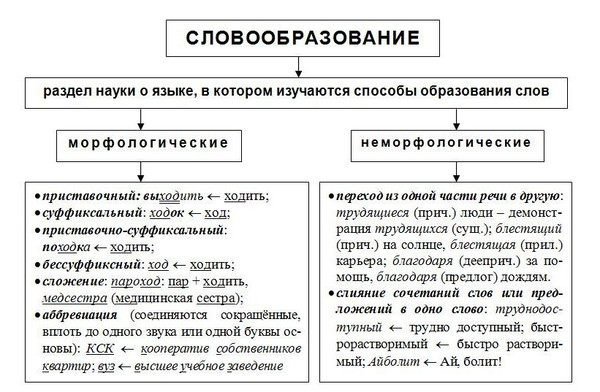 СЛОВООБРАЗОВАНИЕ
раздел науки о языке, в котором изучаются способы образования слов
морфологические
• приставочный: выходить ← ходить;
• суффиксальный: ходок ← ход;
• приставочно-суффиксальный:
походка ← ходить;
• бессуффиксный: ход ← ходить;
• сложение: пароход: пар + ходить,
медсестра (медицинская сестра);
• аббревиация (соединяются сокращённые,
вплоть до одного звука или одной буквы ос-
новы): КСК ← кооператив собственников
квартир; вуз ← высшее учебное заведение
неморфологические
• переход из одной части речи в другую:
трудящиеся (прич.) люди – демонст-
рация трудящихся (сущ.); блестящий
(прич.) на солнце, блестящая (прил.)
карьера; благодаря (дееприч.) за по-
мощь, благодаря (предлог) дождям.
• слияние сочетаний слов или пред-
ложений в одно слово: труднодос-
тупный ← трудно доступный; быст-
рорастворимый ← быстро раствори-
мый; Айболит ← Ай, болит!